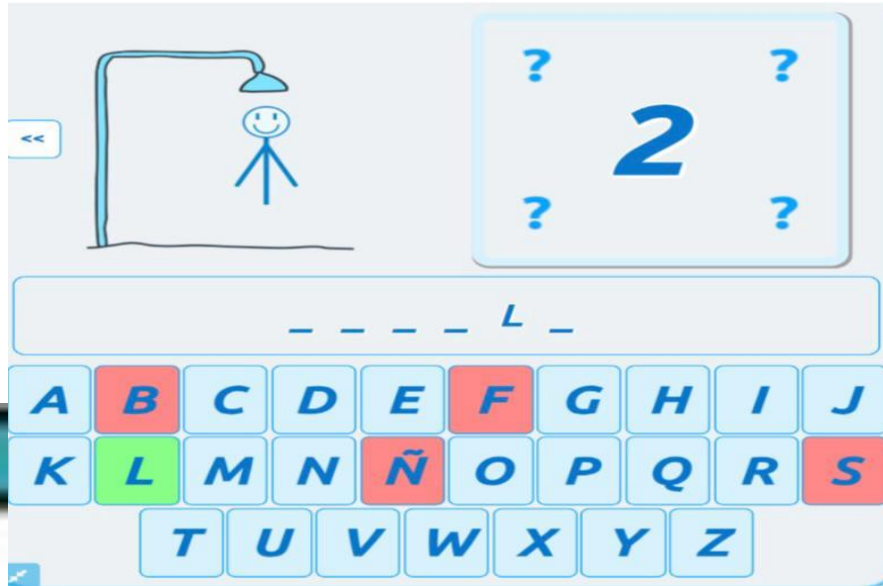 ? ?
<<
2
? ?
_ _ _ _ L _
A B C D E F G H I J
K L M N Ñ O P Q R S
T U V W X Y Z